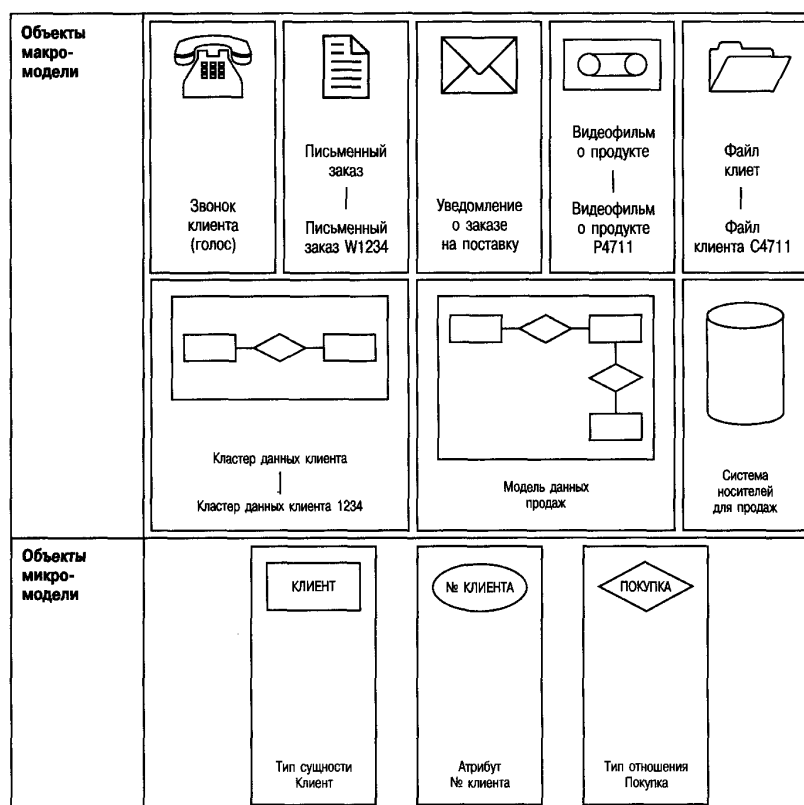 Объекты
макро-
модели
Звонок
клиента
(голос)
Письменный
заказ
Письменный
заказ W1234
Уведомление
о заказе
на поставку
Видеофильм
о продукте
Видеофильм
о продукте
P4711
Файл
клиет
Файл
клиента C4711
Кластер данных клиента
Кластер данных клиента 1234
Модель данных
продаж
Система
носителей
для продаж
Объекты
микро-
модели
КЛИЕНТ
Тип сущности
Клиент
№ КЛИЕНТА
Атрибут
№ клиента
ПОКУПКА
Тип отношения
Покупка